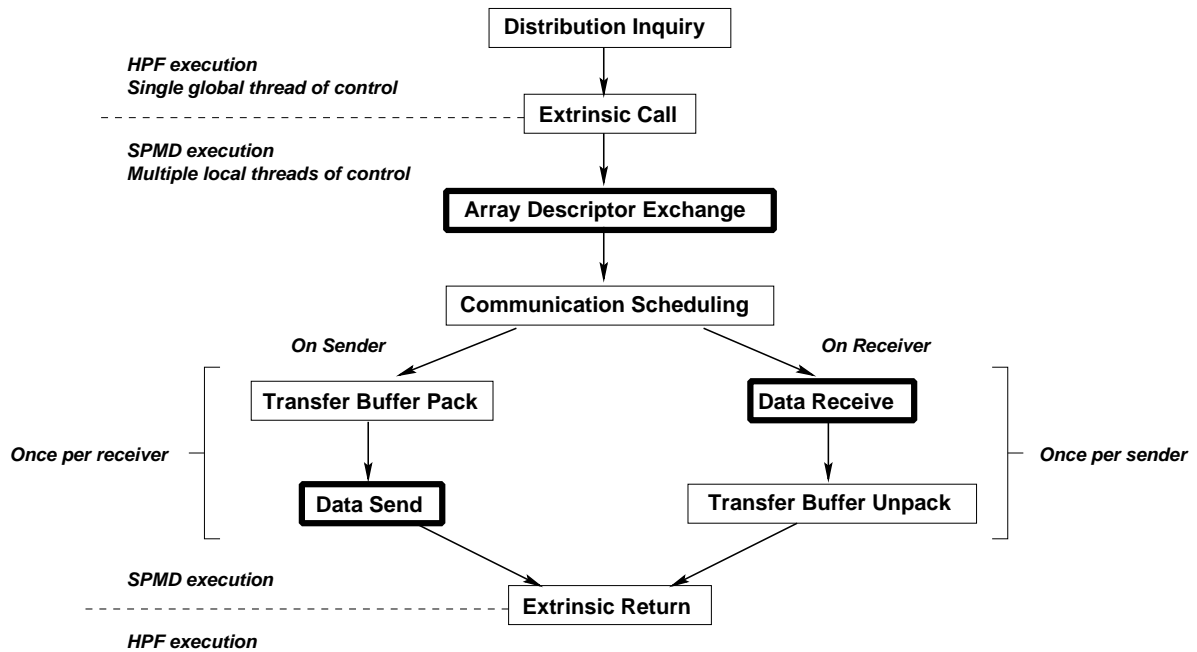 Distribution Inquiry
HPF execution
Single global thread of control
Extrinsic Call
SPMD execution
Multiple local threads of control
Array Descriptor Exchange
Communication Scheduling
On Sender
On Receiver
Transfer Buffer Pack
Data Receive
Once per receiver
Once per sender
Data Send
Transfer Buffer Unpack
SPMD execution
Extrinsic Return
HPF execution